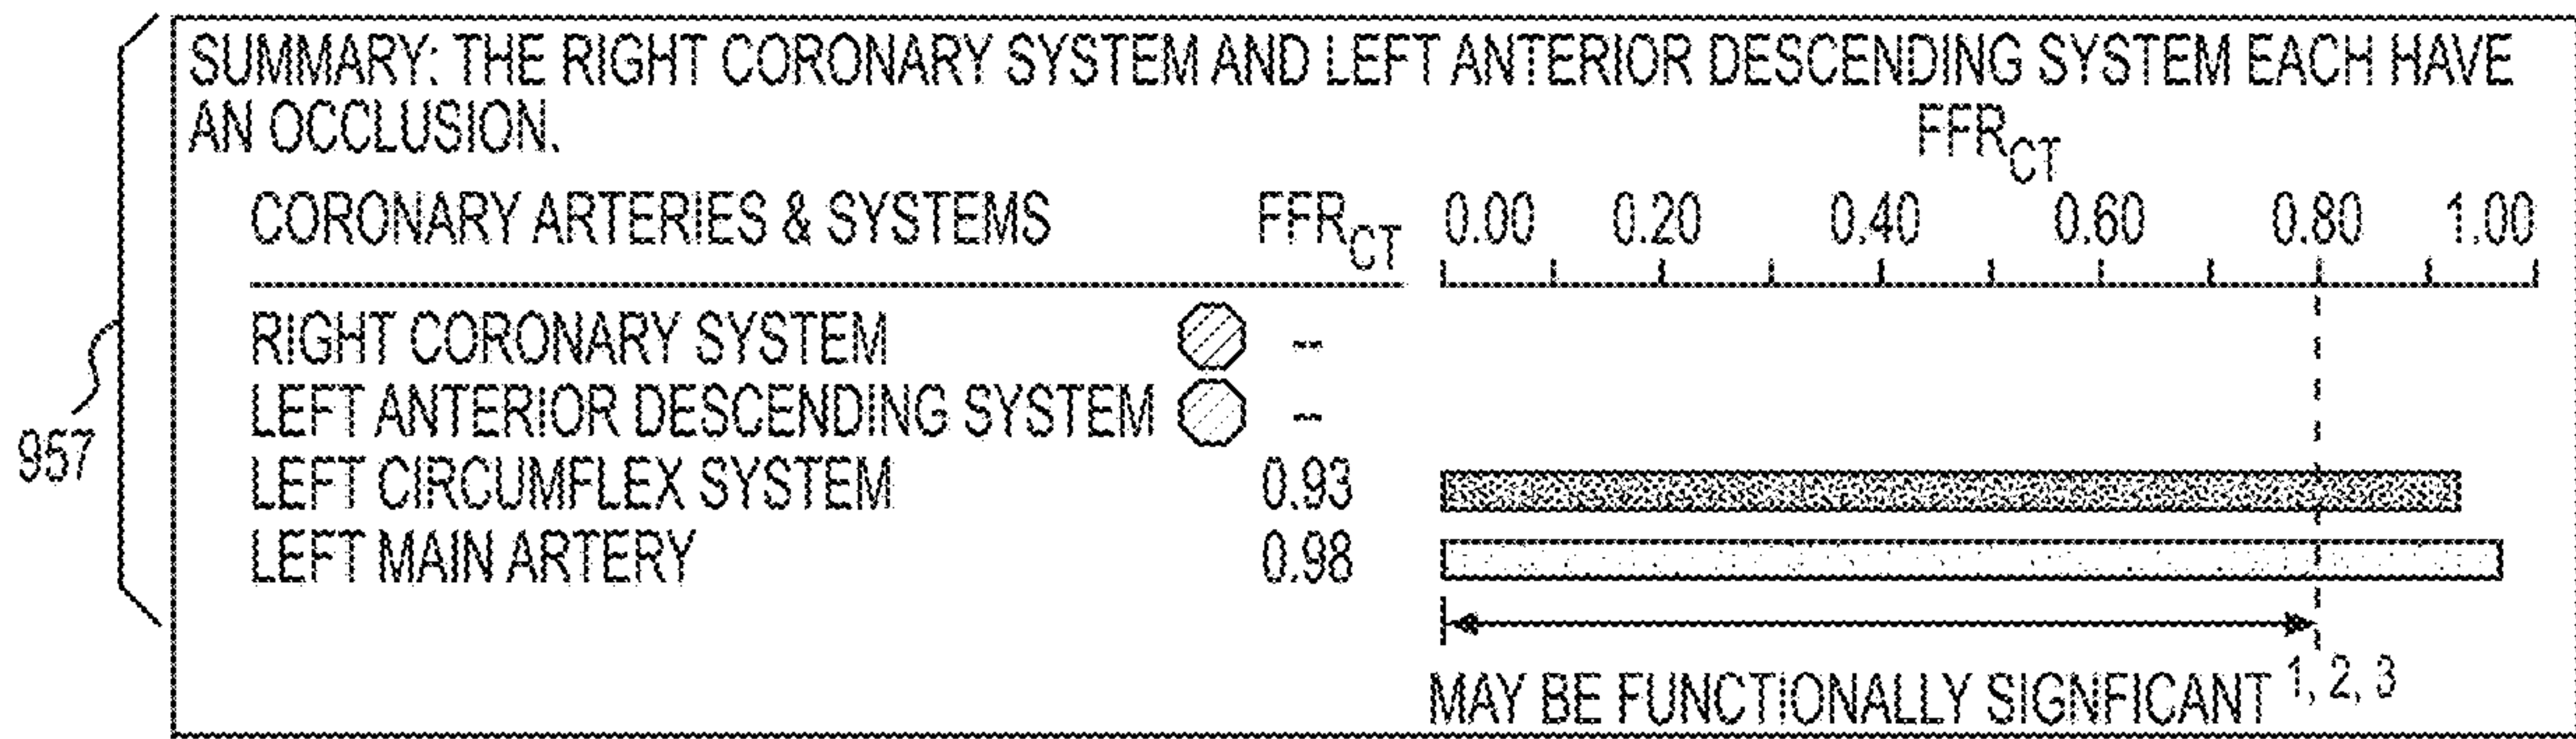 SUMMARY: THE RIGHT CORONARY SYSTEM AND LEFT ANTERIOR DESCENDING SYSTEM EACH HAVE
AN OCCLUSION.
FFRCT
CORONARY ARTERIES & SYSTEMS FFRCT 0.00 0.20 0.40 0.60 0.80 1.00
RIGHT CORONARY SYSTEM --
LEFT ANTERIOR DESCENDING SYSTEM --
LEFT CIRCUMFLEX SYSTEM 0.93
LEFT MAIN ARTERY 0.98
MAY BE FUNCTIONALLY SIGNFICANT 1, 2, 3
957